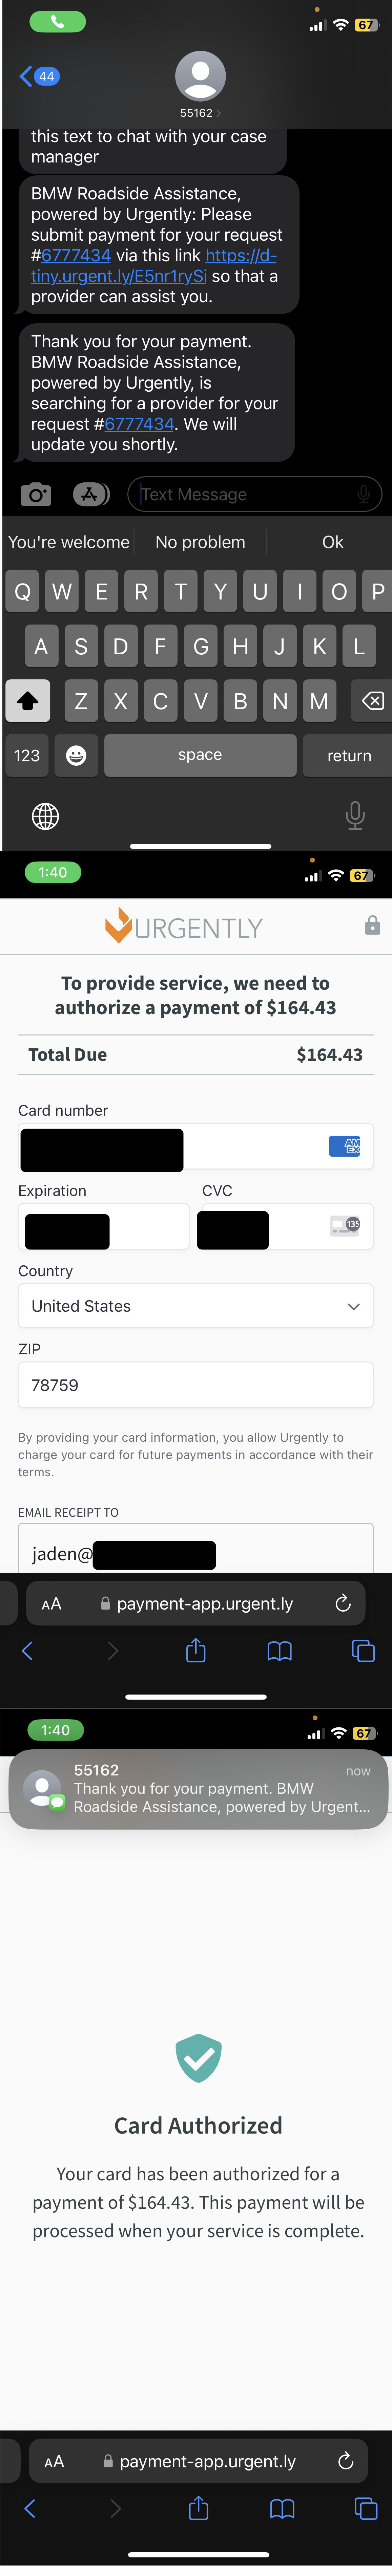 67
44
55162 >
this text to chat with your case
manager
BMW Roadside Assistance,
powered by Urgently: Please
submit payment for your request
#6777434 via this link https://d-
tiny.urgent.ly/E5nr1rySi so that a
provider can assist you.
Thank you for your payment.
BMW Roadside Assistance,
powered by Urgently, is
searching for a provider for your
request #6777434. We will
update you shortly.
Text Message
You're welcome No problem Ok
Q W E R T Y U I O P
A S D F G H J K L
Z X C V B N M
123 space return
1:40 67
URGENTLY
To provide service, we need to
authorize a payment of $164.43
Total Due $164.43
Card number
AM
EX
Expiration CVC
135
Country
United States
ZIP
78759
By providing your card information, you allow Urgently to
charge your card for future payments in accordance with their
terms.
EMAIL RECEIPT TO
jaden@
AA payment-app.urgent.ly
1:40 67
55162 now
Thank you for your payment. BMW
Roadside Assistance, powered by Urgent...
Card Authorized
Your card has been authorized for a
payment of $164.43. This payment will be
processed when your service is complete.
AA payment-app.urgent.ly